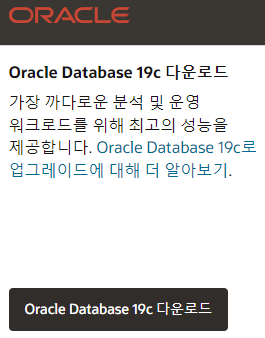 ORACLE
Oracle Database 19c 다운로드
가장 까다로운 분석 및 운영
워크로드를 위해 최고의 성능을
제공합니다. Oracle Database 19c로
업그레이드에 대해 더 알아보기.
Oracle Database 19c 다운로드